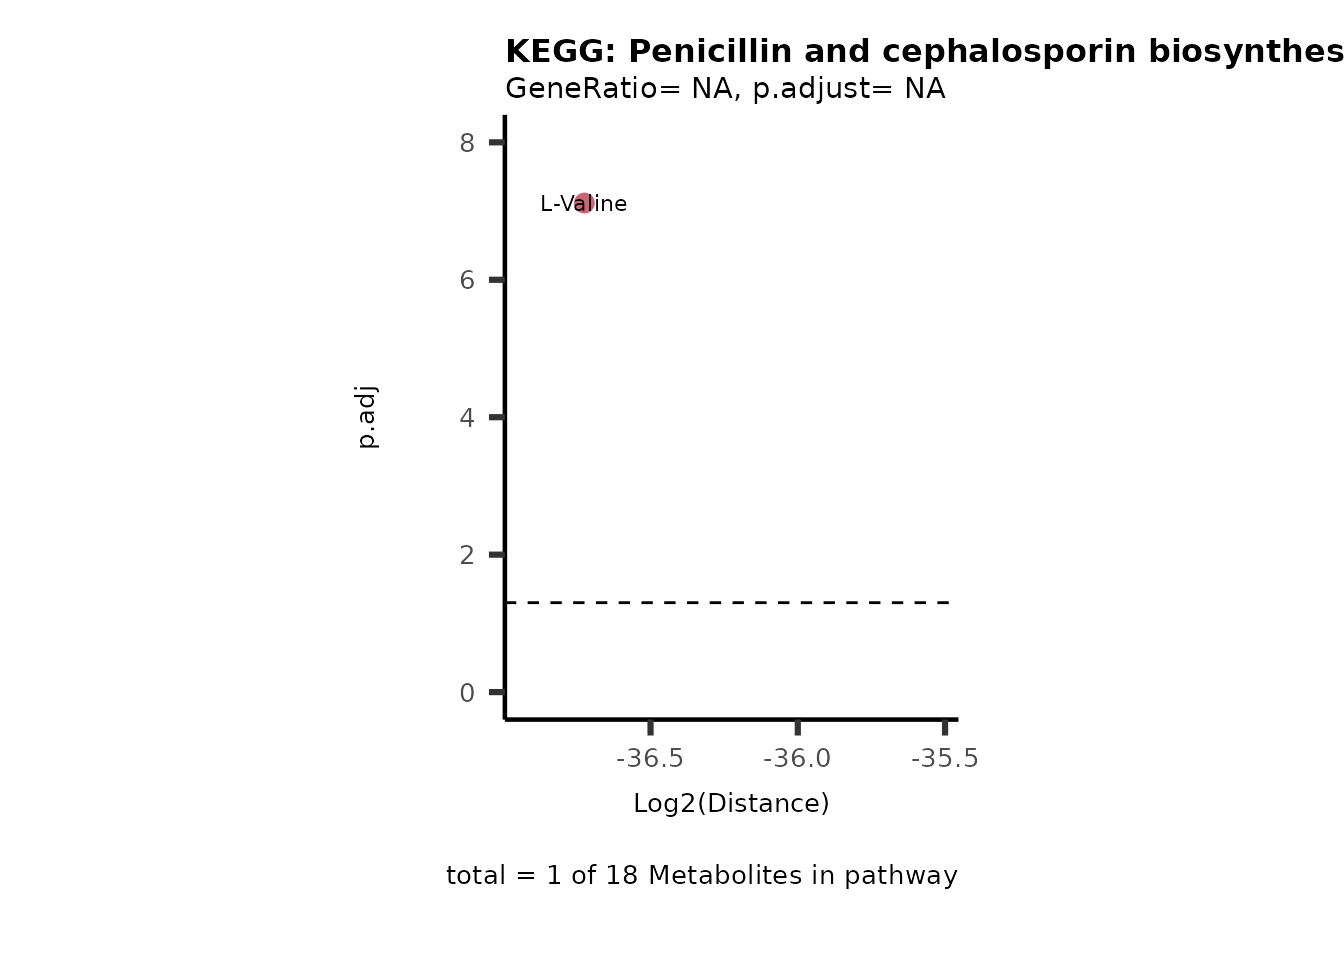 KEGG: Penicillin and cephalosporin biosynthes
GeneRatio= NA, p.adjust= NA
8
L-Valine
6
p.adj
4
2
0
-36.5 -36.0 -35.5
Log2(Distance)
total = 1 of 18 Metabolites in pathway